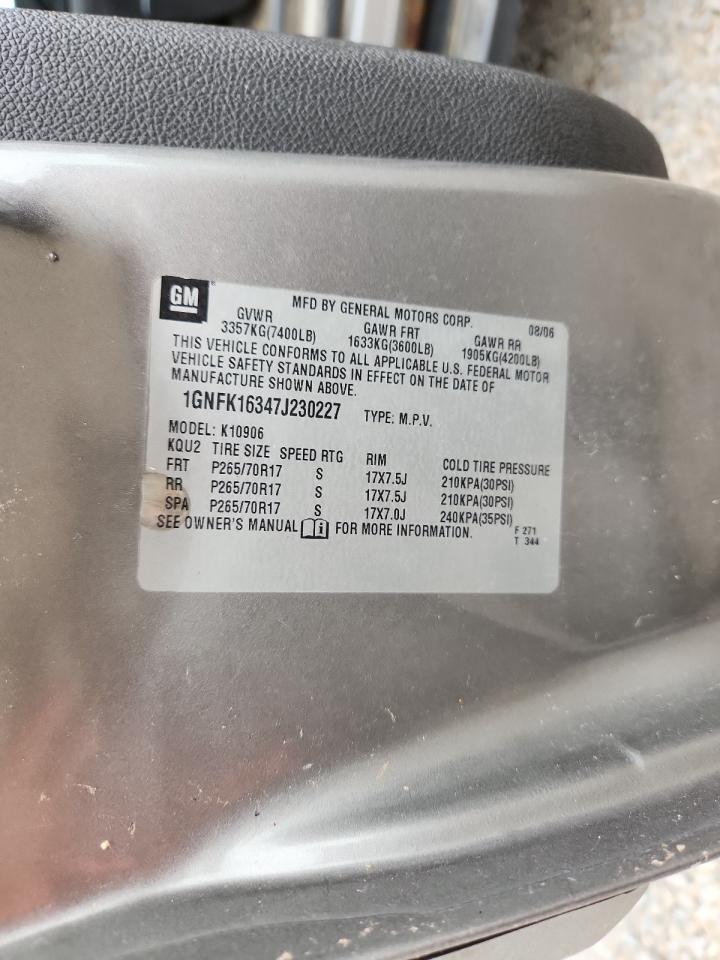 GM
MFD BY GENERAL MOTORS CORP. 08/06
GVWR GAWR FRT GAWR RR
3357KG(7400LB) 1633KG(3600LB) 1905KG(4200LB)
THIS VEHICLE CONFORMS TO ALL APPLICABLE U.S. FEDERAL MOTOR
VEHICLE SAFETY STANDARDS IN EFFECT ON THE DATE OF
MANUFACTURE SHOWN ABOVE.
1GNFK16347J230227 TYPE: M.P.V.
MODEL: K10906
KQU2 TIRE SIZE SPEED RTG RIM COLD TIRE PRESSURE
FRT P265/70R17 S 17X7.5J 210KPA(30PSI)
RR P265/70R17 S 17X7.5J 210KPA(30PSI)
SPA P265/70R17 S 17X7.0J 240KPA(35PSI)
SEE OWNER'S MANUAL i FOR MORE INFORMATION.
F 271
T 344